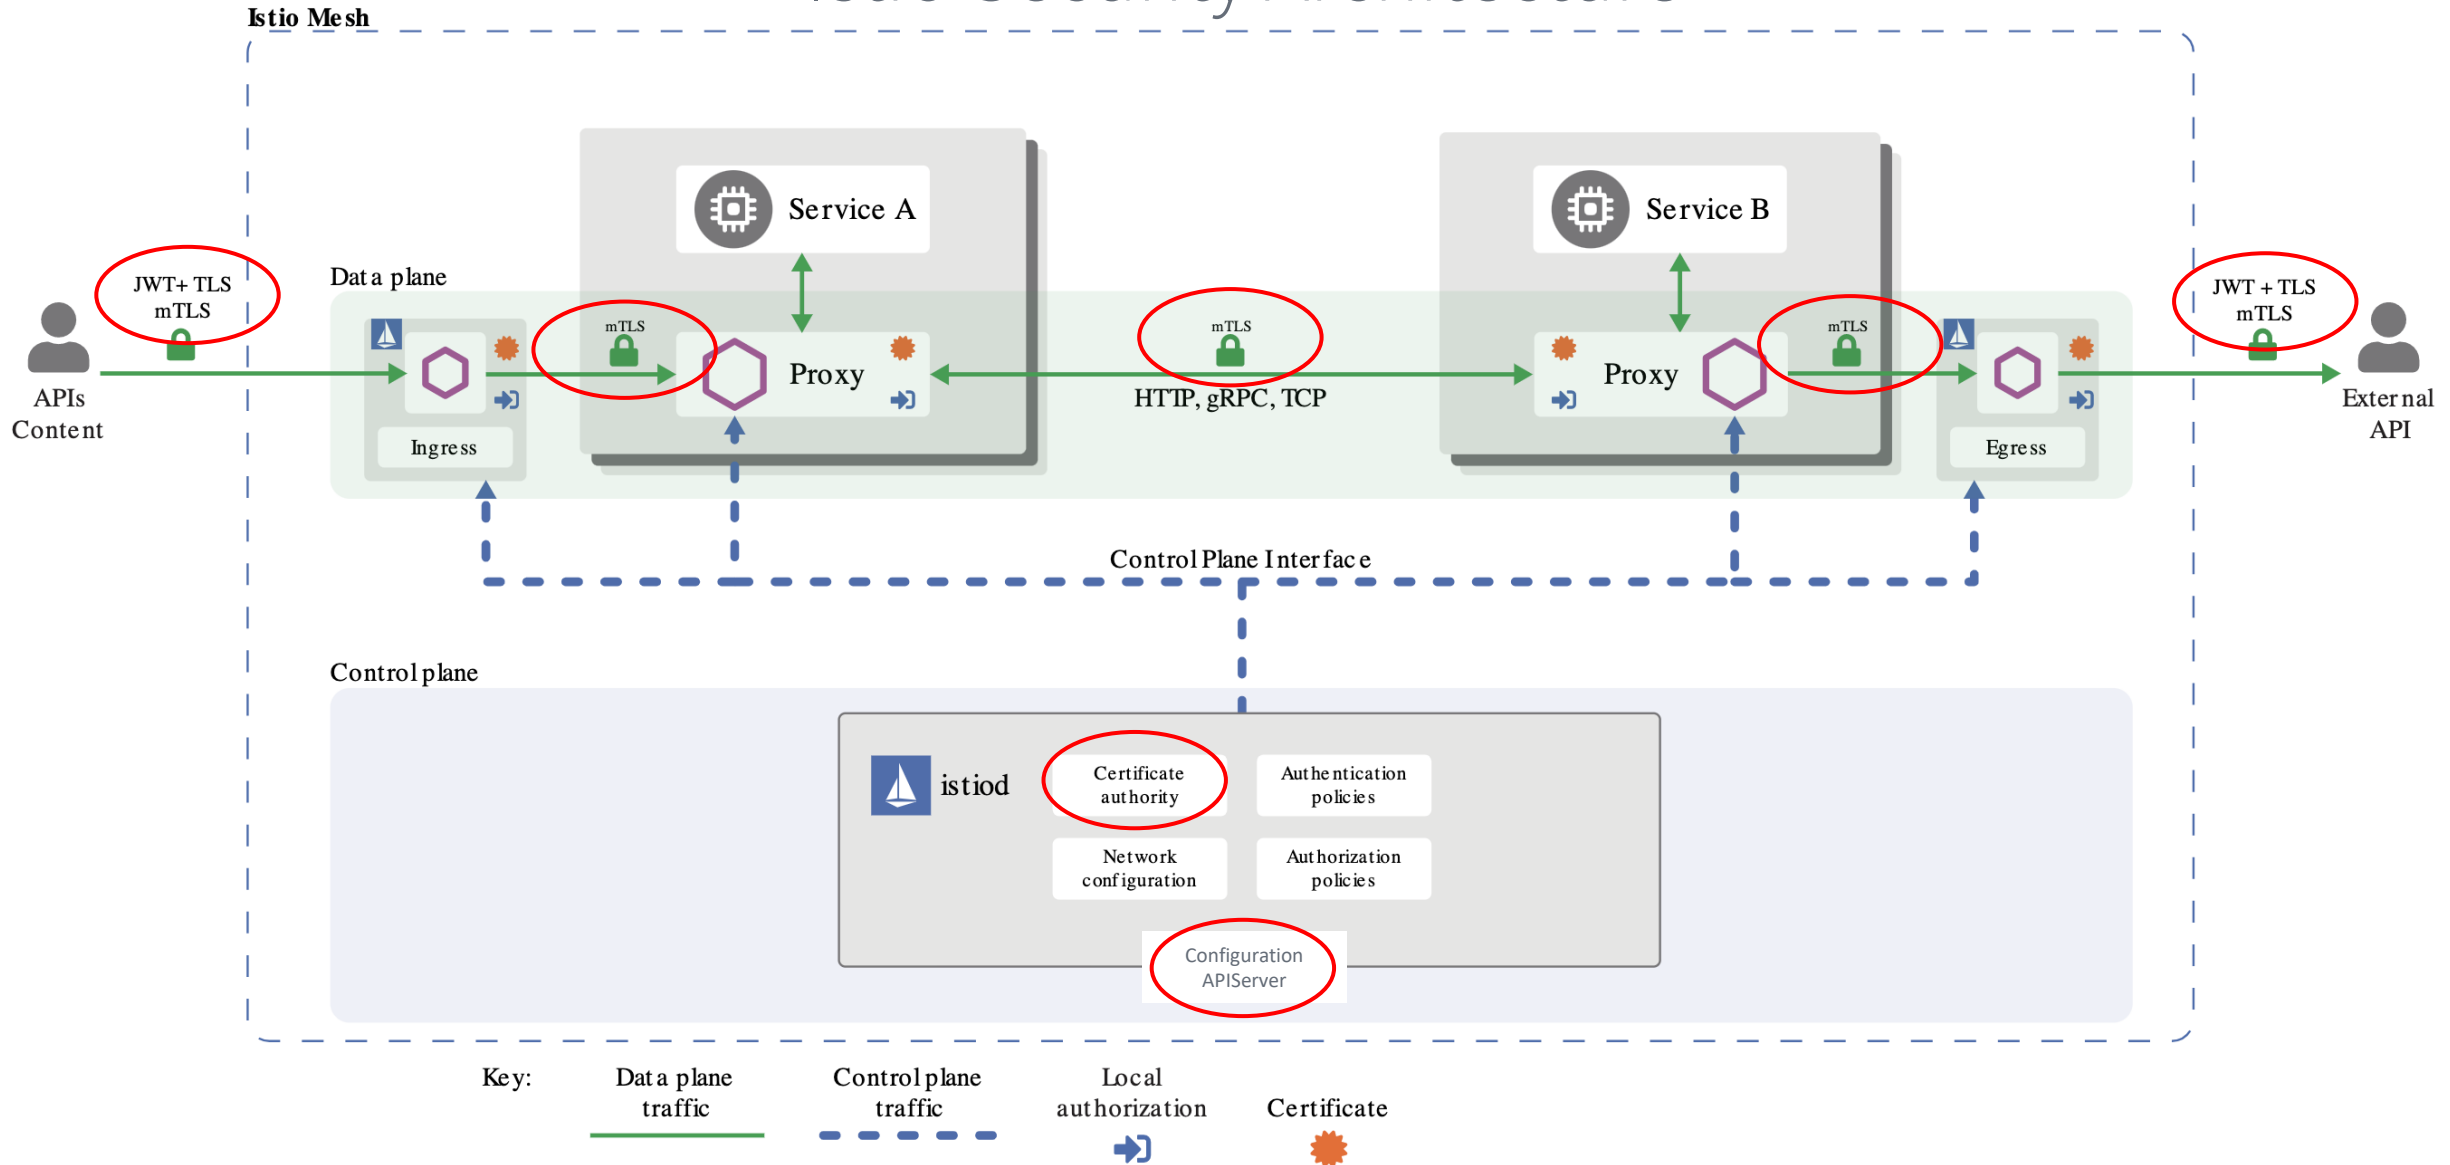 Istio Mesh
JWT+ TLS
mTLS
APIs
Content
Data plane
Service A
Service B
mTLS
mTLS
mTLS
JWT + TLS
mTLS
Proxy
Proxy
HTTP, gRPC, TCP
Ingress
Egress
External
API
Control Plane Interface
Control plane
istiod
Certificate
authority
Authentication
policies
Network
configuration
Authorization
policies
Configuration
APIServer
Key:
Data plane
traffic
Control plane
traffic
Local
authorization
Certificate